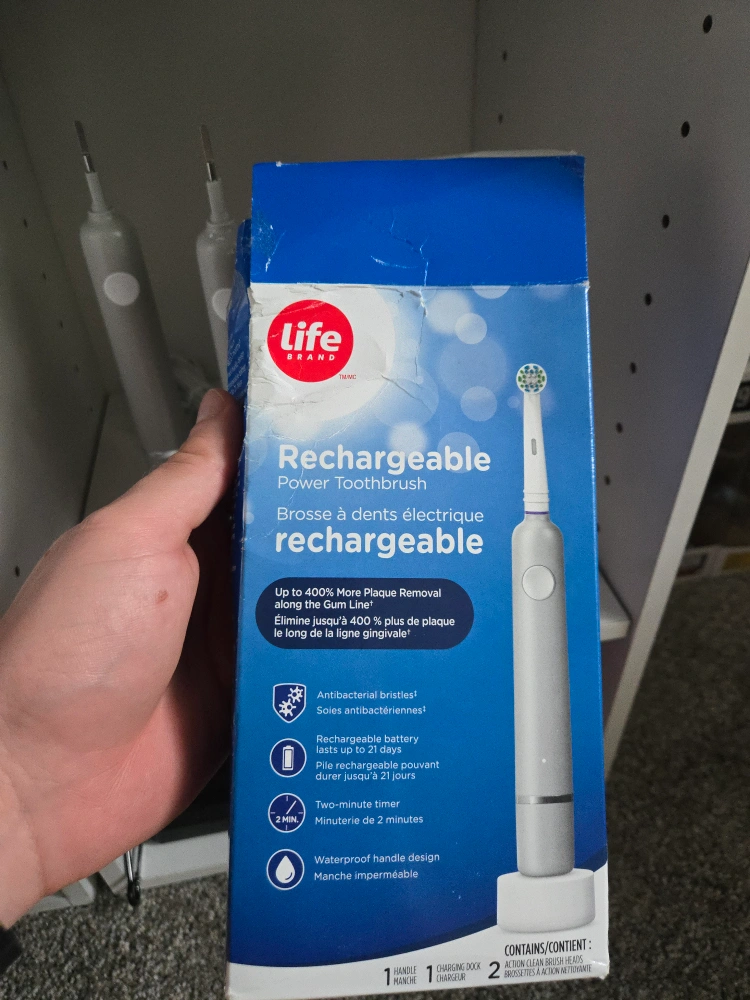 life
BRAND
TM/MC
Rechargeable
Power Toothbrush
Brosse à dents électrique
rechargeable
Up to 400% More Plaque Removal
along the Gum Line†
Élimine jusqu'à 400 % plus de plaque
le long de la ligne gingivale†
Antibacterial bristles‡
Soies antibactériennes‡
Rechargeable battery
lasts up to 21 days
Pile rechargeable pouvant
durer jusqu'à 21 jours
2 MIN.
Two-minute timer
Minuterie de 2 minutes
Waterproof handle design
Manche imperméable
CONTAINS/CONTIENT :
1 HANDLE
MANCHE
1 CHARGING DOCK
CHARGEUR
2 ACTION CLEAN BRUSH HEADS
BROSSETTES À ACTION NETTOYANTE